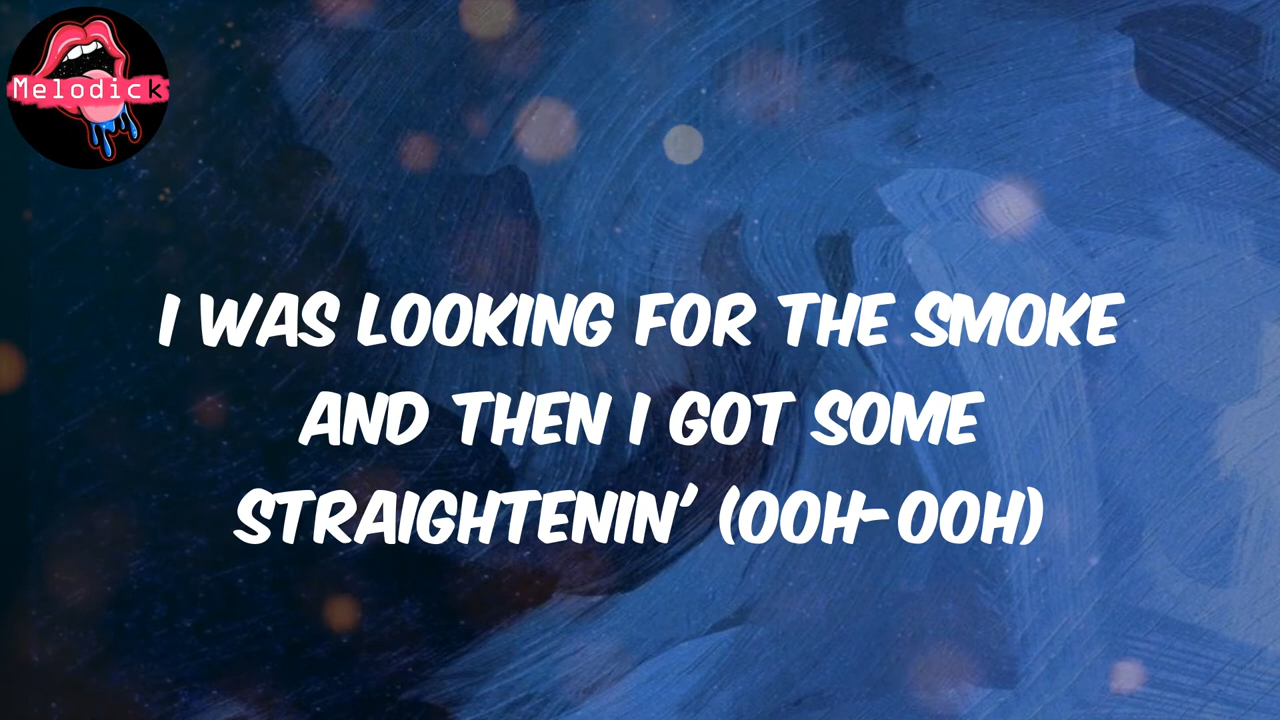 Melodick
I WAS LOOKING FOR THE SMOKE
AND THEN I GOT SOME
STRAIGHTENIN' (OOH-OOH)